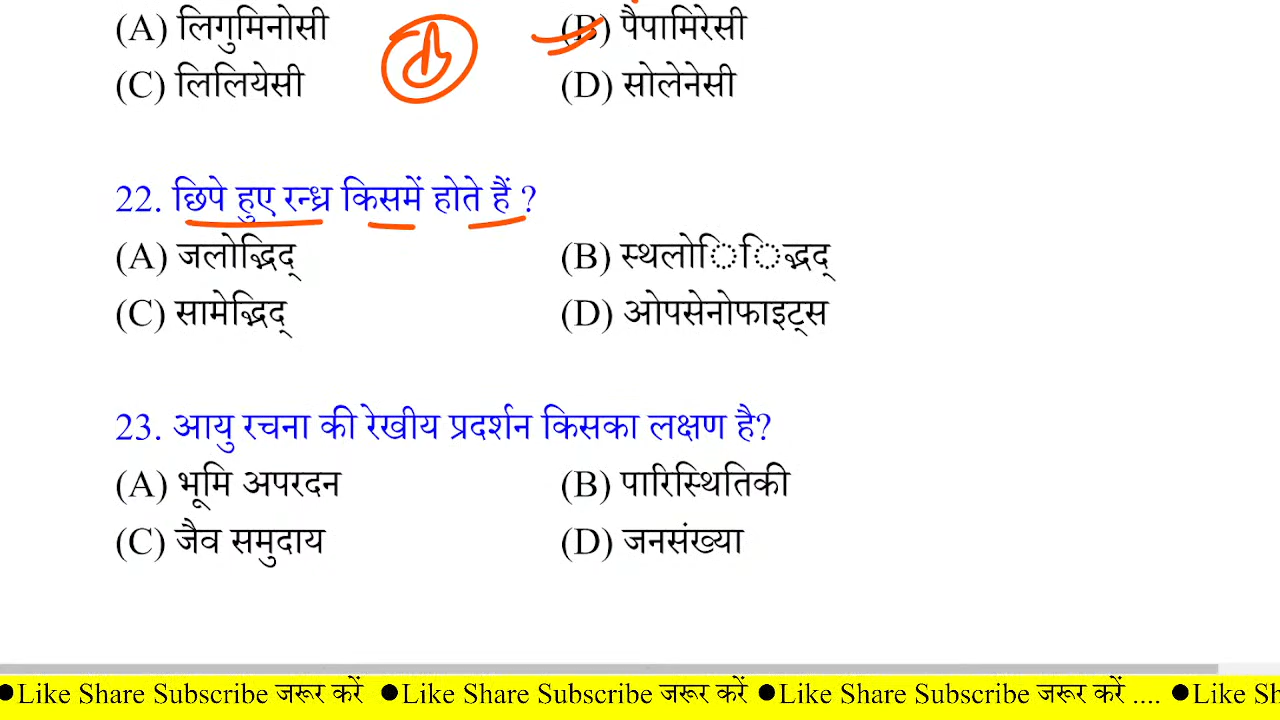 (A) लिगुमिनोसी (B) पैपामिरेसी
(C) लिलियेसी (D) सोलेनेसी
22. छिपे हुए रन्ध्र किसमें होते हैं ?
(A) जलोद्भिद् (B) स्थलोििद्भद्
(C) सामेद्भिद् (D) ओपसेनोफाइट्स
23. आयु रचना की रेखीय प्रदर्शन किसका लक्षण है?
(A) भूमि अपरदन (B) पारिस्थितिकी
(C) जैव समुदाय (D) जनसंख्या
●Like Share Subscribe जरूर करें ●Like Share Subscribe जरूर करें ●Like Share Subscribe जरूर करें .... ●Like Sh